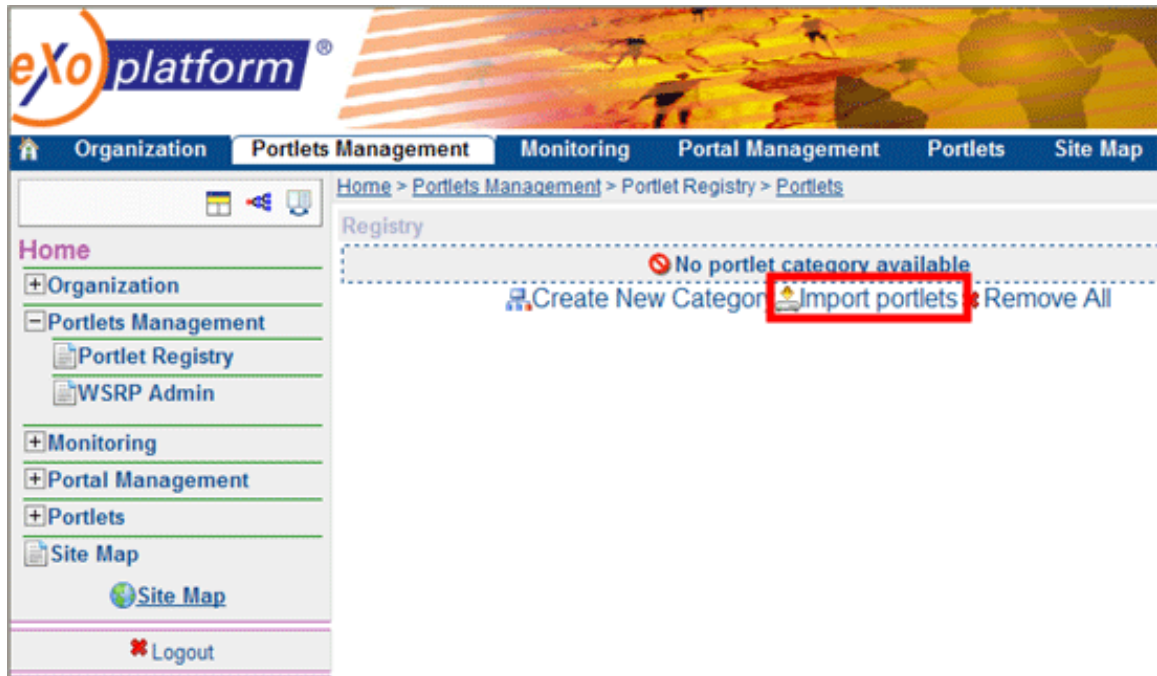 eXo platform ®
Organization Portlets Management Monitoring Portal Management Portlets Site Map
Home > Portlets Management > Portlet Registry > Portlets
Registry
No portlet category available
Create New Category Import portlets Remove All
Home
Organization
Portlets Management
Portlet Registry
WSRP Admin
Monitoring
Portal Management
Portlets
Site Map
Site Map
Logout